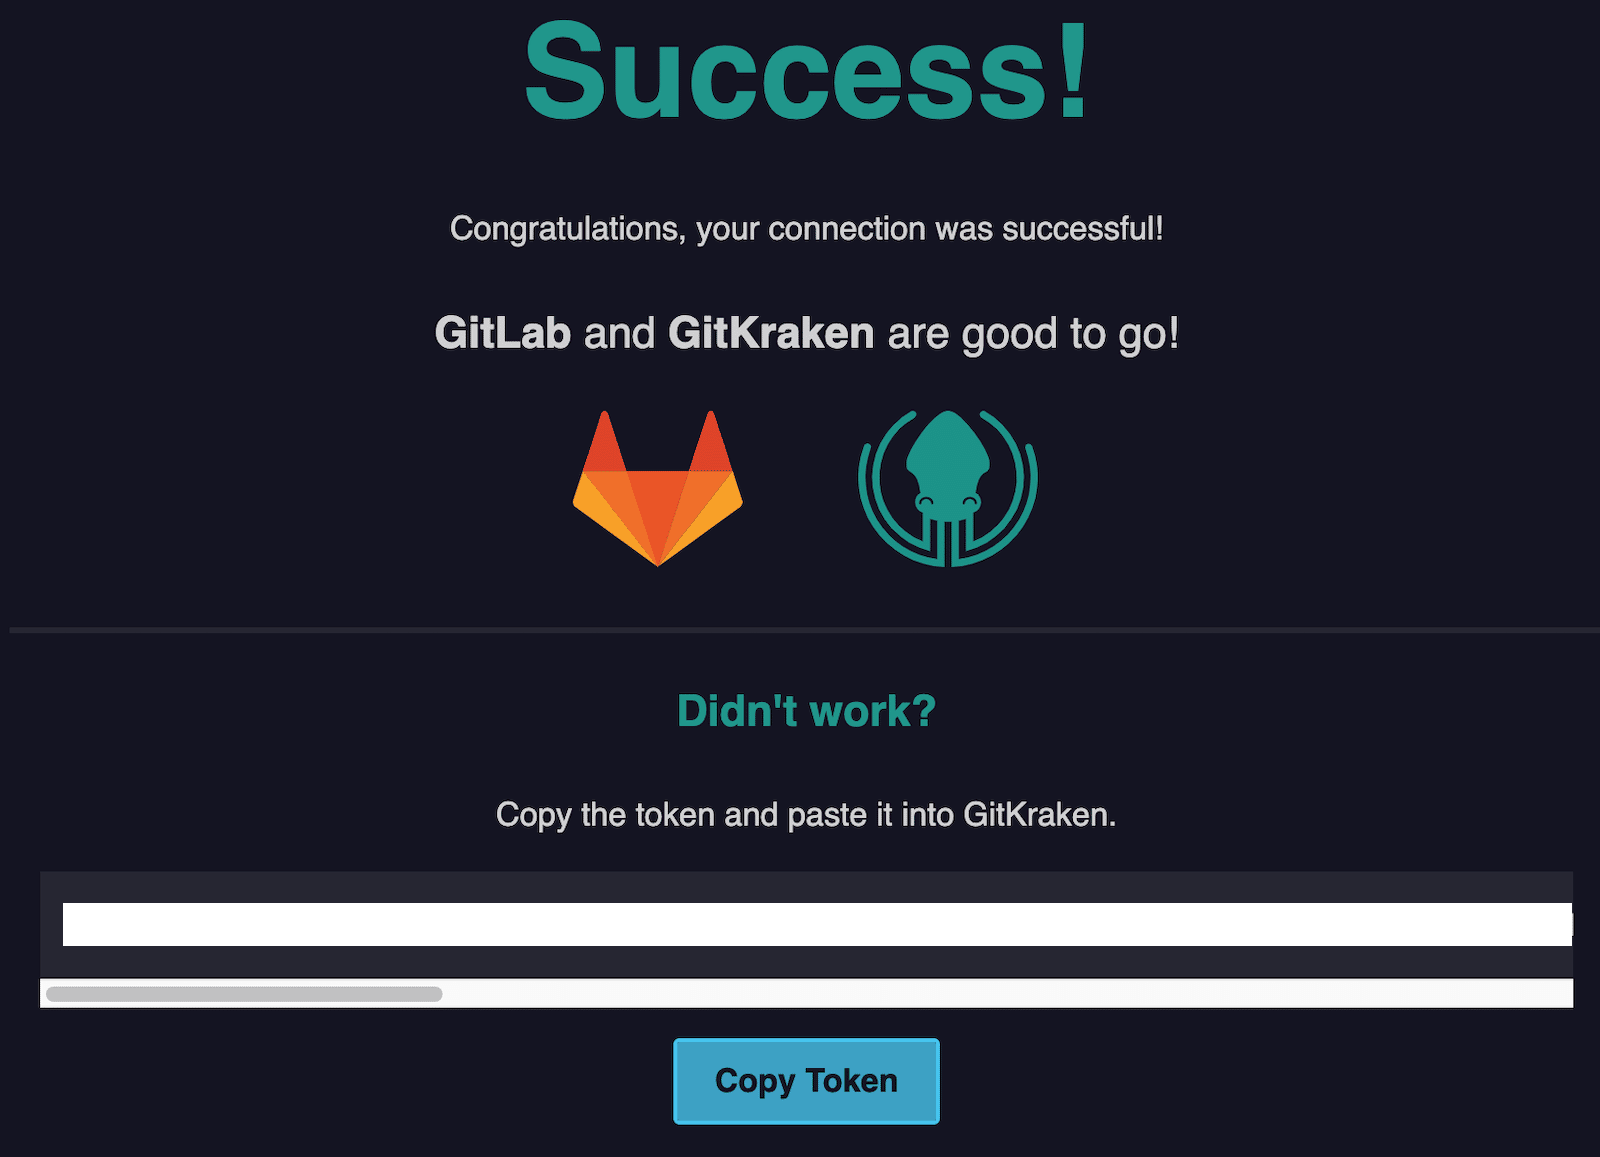 Success!
Congratulations, your connection was successful!
GitLab and GitKraken are good to go!
Didn't work?
Copy the token and paste it into GitKraken.
Copy Token